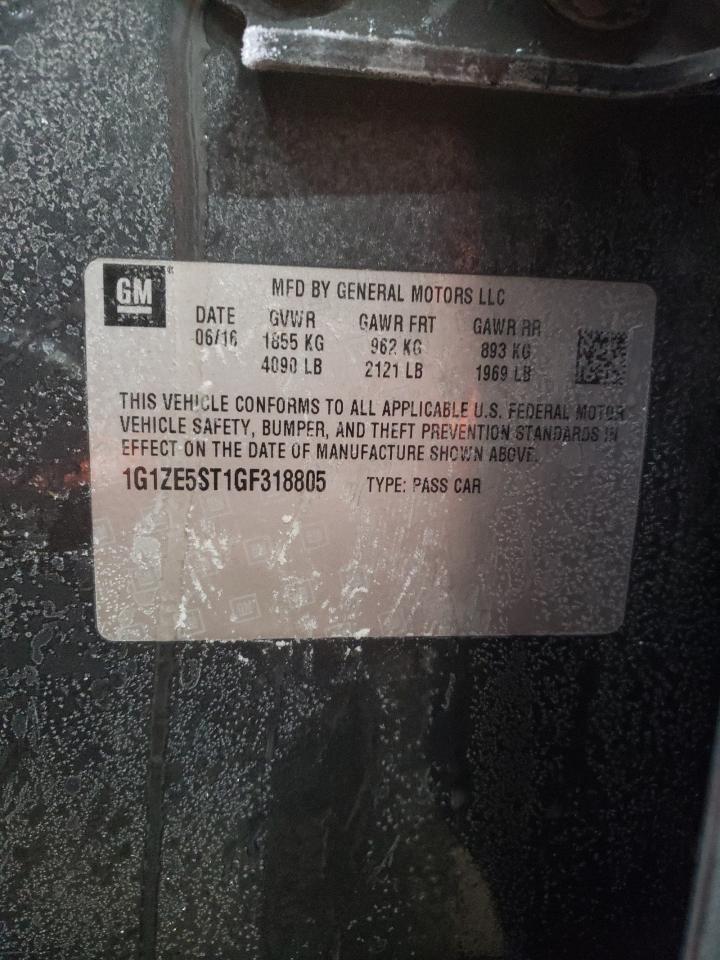 GM
MFD BY GENERAL MOTORS LLC
DATE GVWR GAWR FRT GAWR RR
06/16 1855 KG 962 KG 893 KG
4090 LB 2121 LB 1969 LB
THIS VEHICLE CONFORMS TO ALL APPLICABLE U.S. FEDERAL MOTOR
VEHICLE SAFETY, BUMPER, AND THEFT PREVENTION STANDARDS IN
EFFECT ON THE DATE OF MANUFACTURE SHOWN ABOVE.
1G1ZE5ST1GF318805 TYPE: PASS CAR